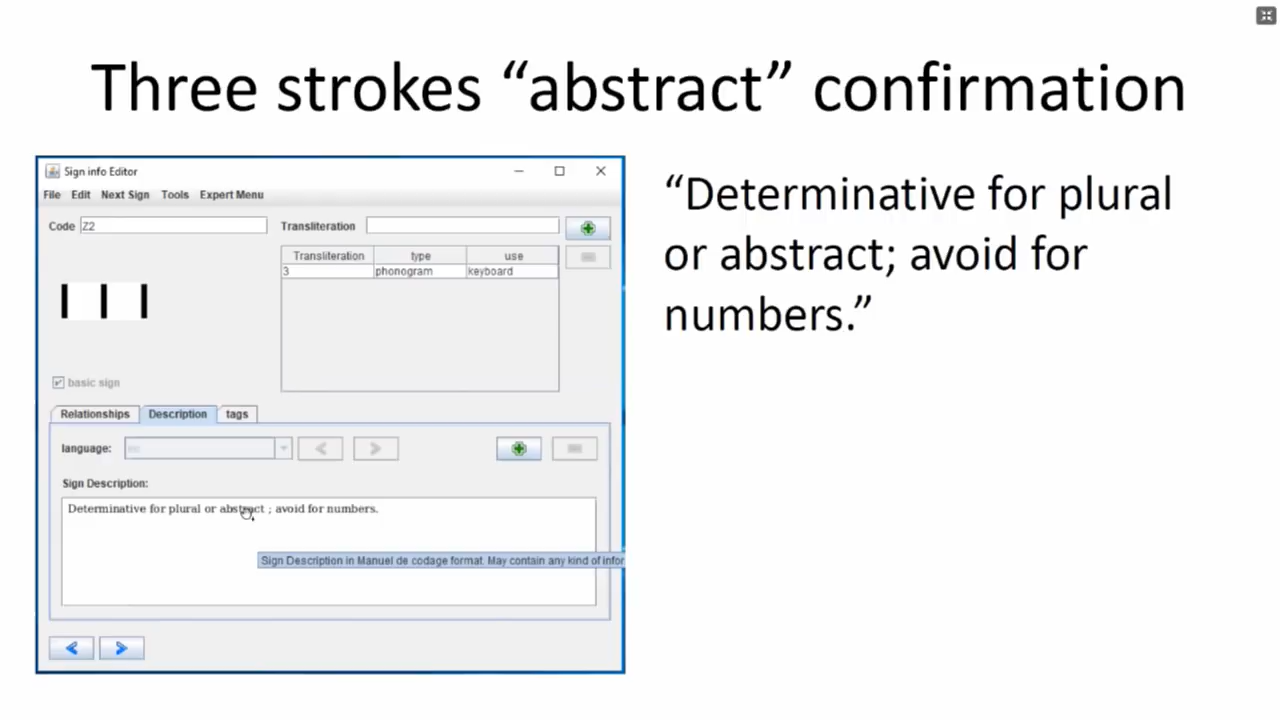 Three strokes “abstract” confirmation
Sign info Editor
File Edit Next Sign Tools Expert Menu
Code Z2 Transliteration
Transliteration type use
3 phonogram keyboard
basic sign
Relationships Description tags
language:
Sign Description:
Determinative for plural or abstract ; avoid for numbers.
Sign Description in Manuel de codage format. May contain any kind of infor
“Determinative for plural
or abstract; avoid for
numbers.”